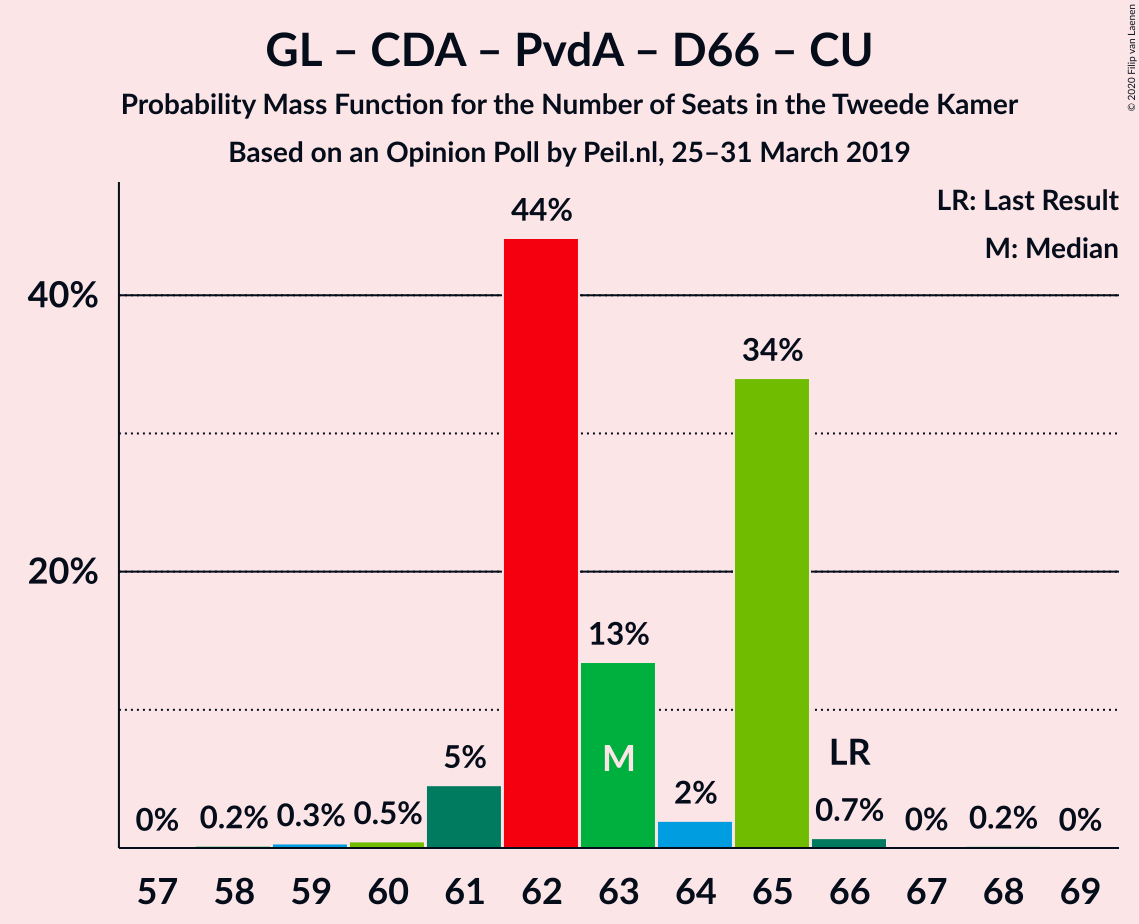 GL – CDA – PvdA – D66 – CU
Probability Mass Function for the Number of Seats in the Tweede Kamer
Based on an Opinion Poll by Peil.nl, 25–31 March 2019
© 2020 Filip van Laenen
LR: Last Result
M: Median
40%
20%
0%
0.2%
0.3%
0.5%
5%
44%
13%
M
2%
34%
LR
0.7%
0%
0.2%
0%
57 58 59 60 61 62 63 64 65 66 67 68 69